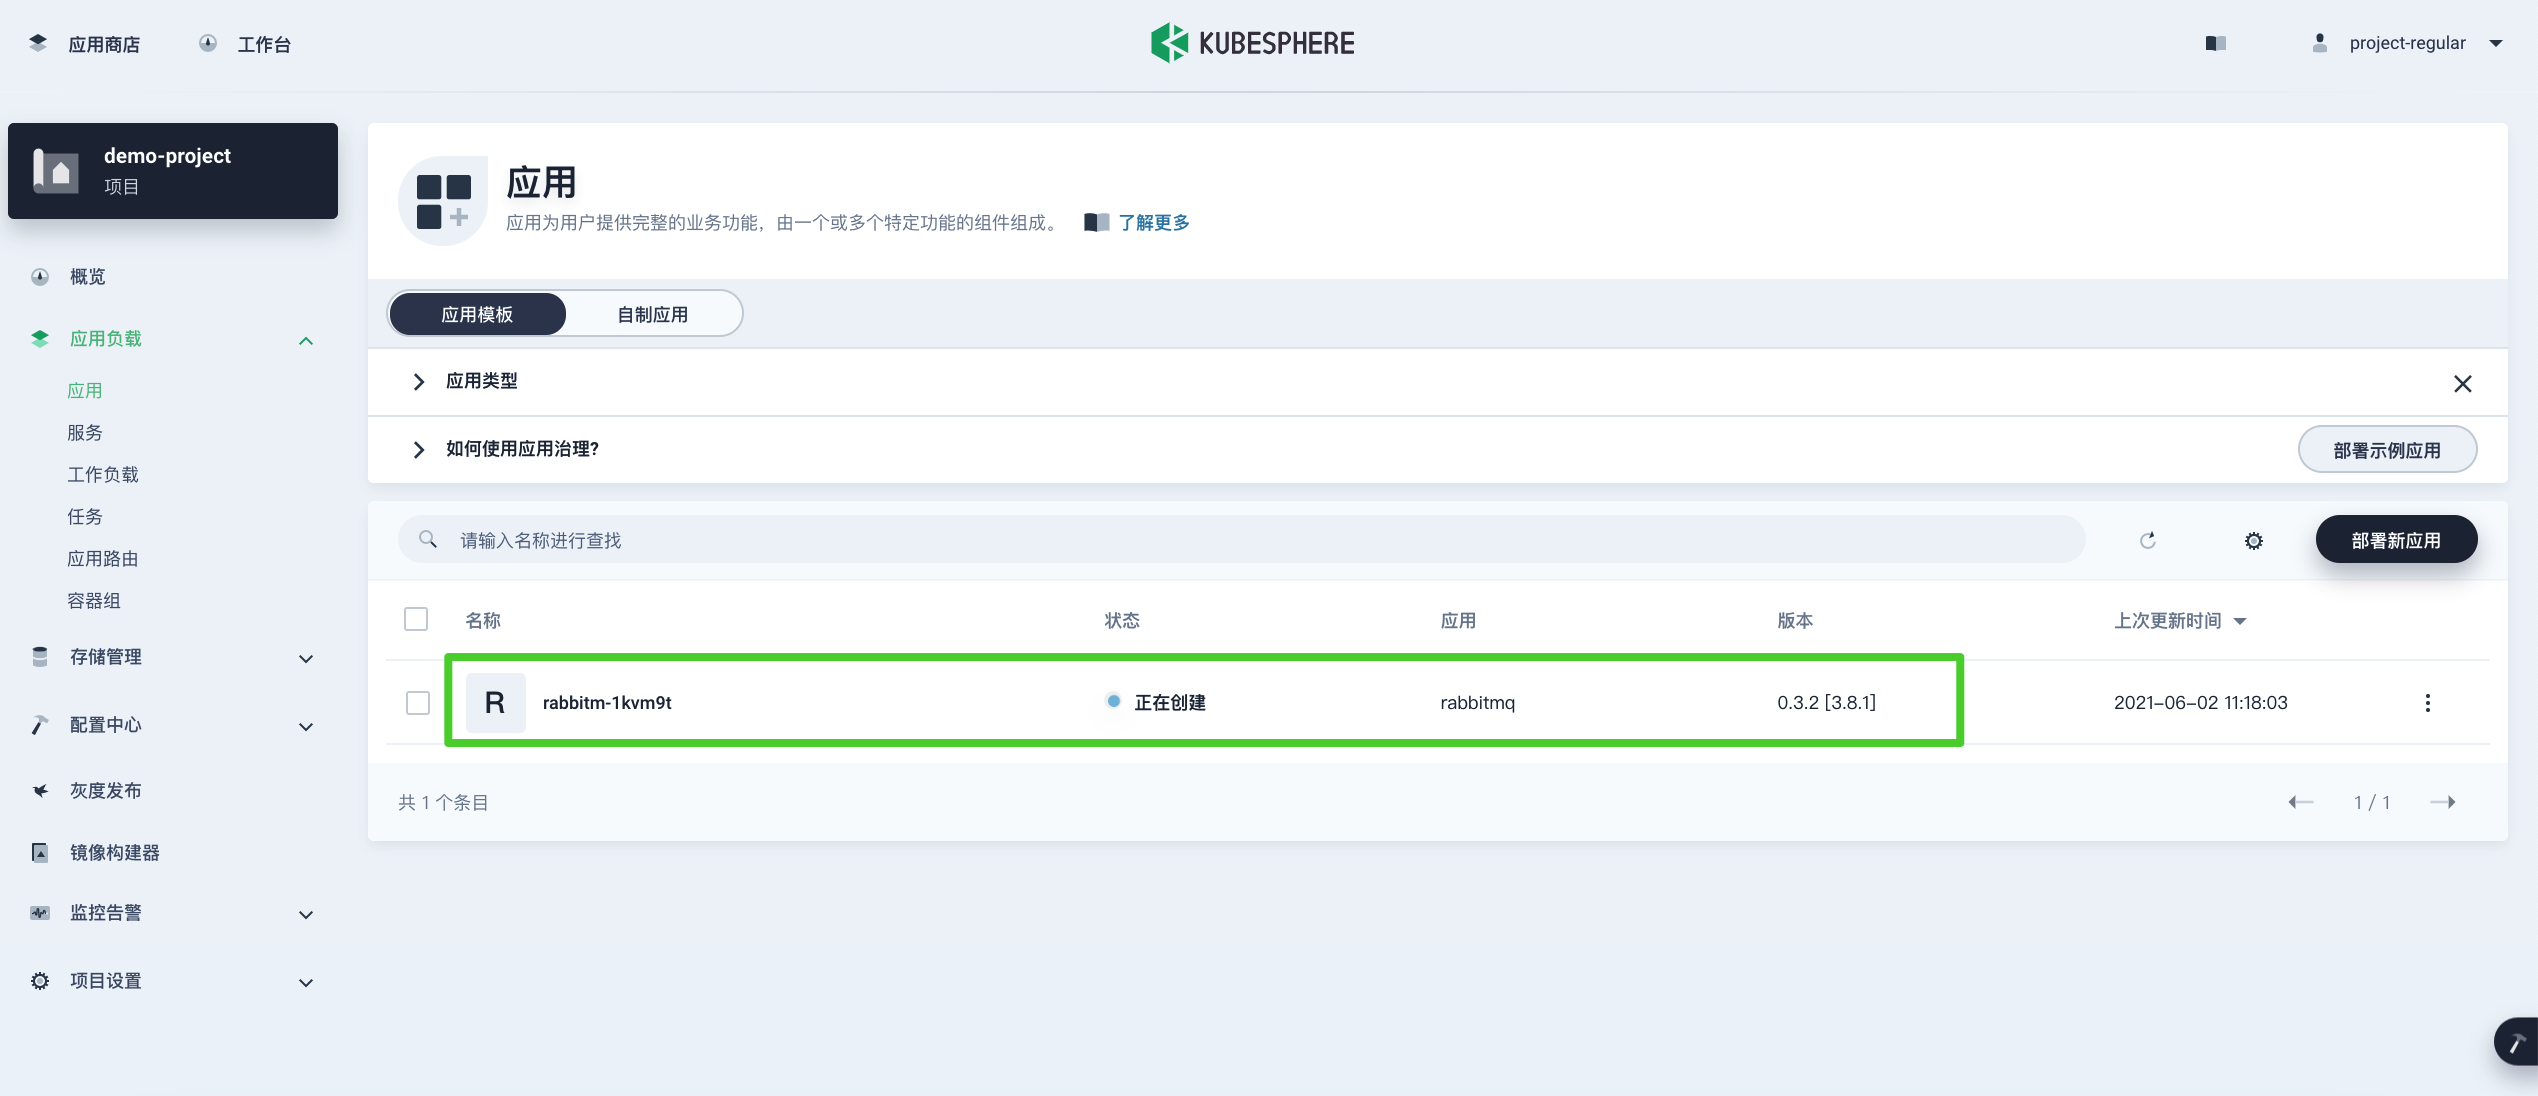 应用商店 工作台 KUBESPHERE project-regular
demo-project
项目
概览
应用负载
应用
服务
工作负载
任务
应用路由
容器组
存储管理
配置中心
灰度发布
镜像构建器
监控告警
项目设置
应用
应用为用户提供完整的业务功能，由一个或多个特定功能的组件组成。 了解更多
应用模板 自制应用
应用类型
如何使用应用治理? 部署示例应用
请输入名称进行查找 部署新应用
名称 状态 应用 版本 上次更新时间
R rabbitm-1kvm9t 正在创建 rabbitmq 0.3.2 [3.8.1] 2021-06-02 11:18:03
共 1 个条目 1 / 1